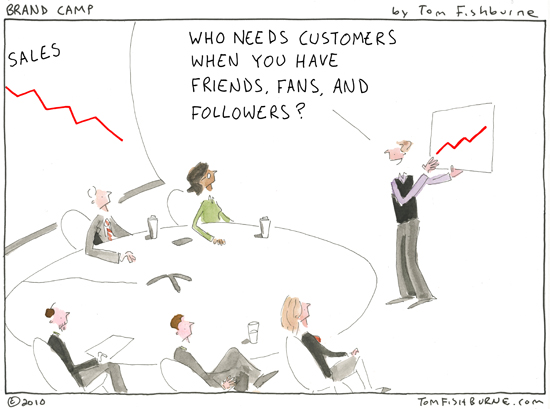 BRAND CAMP
by Tom Fishburne
SALES
WHO NEEDS CUSTOMERS
WHEN YOU HAVE
FRIENDS, FANS, AND
FOLLOWERS?
©2010
TOMFISHBURNE.com